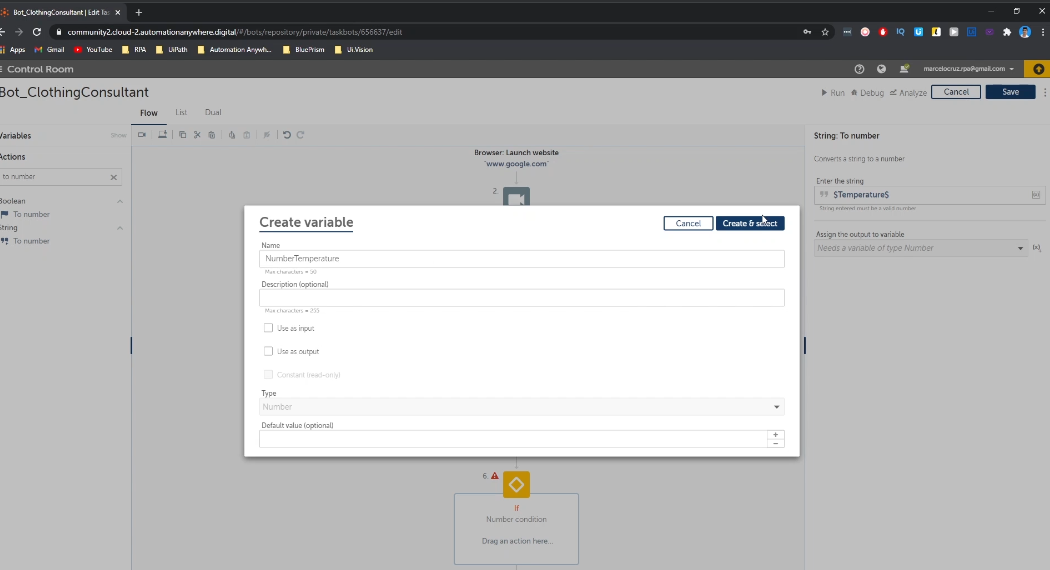 Bot_ClothingConsultant | Edit Tas
community2.cloud-2.automationanywhere.digital/#/bots/repository/private/taskbots/656637/edit
Apps
Gmail
YouTube
RPA
UiPath
Automation Anywh...
BluePrism
Ui.Vision
Control Room
marcelocruz.rpa@gmail.com
Bot_ClothingConsultant
Run
Debug
Analyze
Cancel
Save
Flow
List
Dual
Variables
Show
Actions
to number
Boolean
To number
String
To number
Browser: Launch website
"www.google.com"
2.
Create variable
Cancel
Create & select
Name
NumberTemperature
Max characters = 50
Description (optional)
Max characters = 255
Use as input
Use as output
Constant (read-only)
Type
Number
Default value (optional)
6.
If
Number condition
Drag an action here...
String: To number
Converts a string to a number
Enter the string
$Temperature$
String entered must be a valid number
Assign the output to variable
Needs a variable of type Number